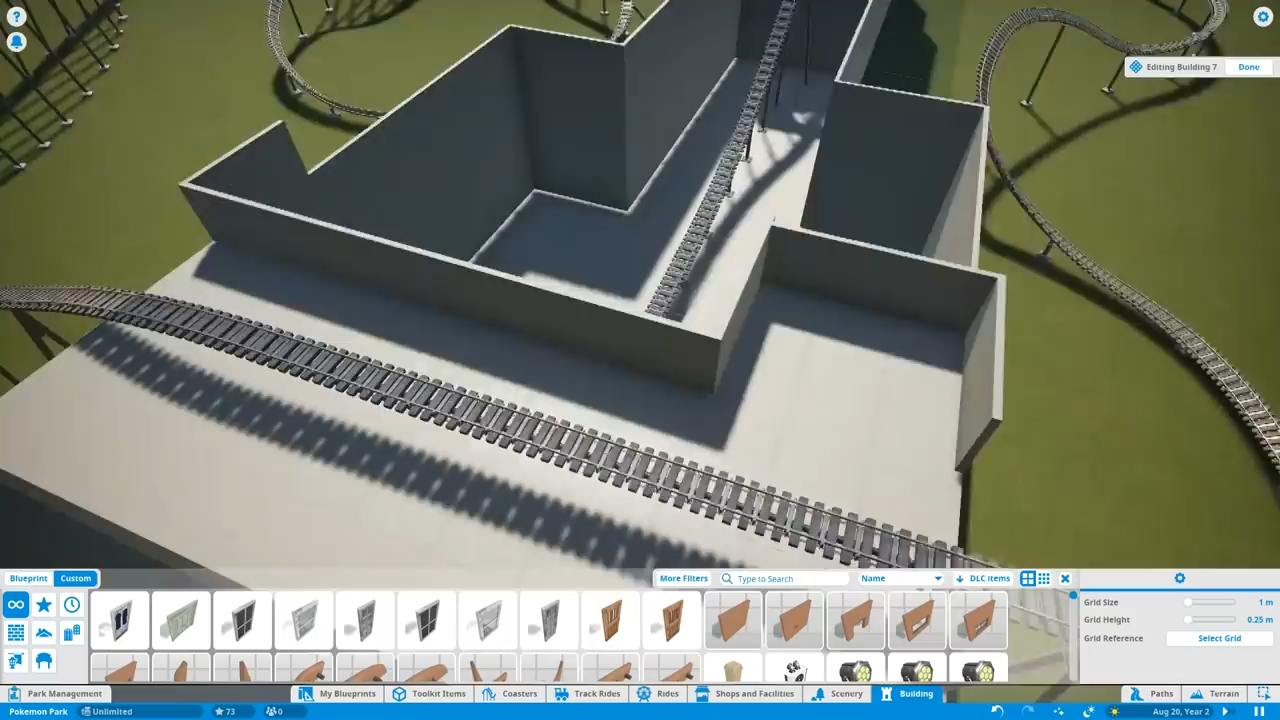 ?
Editing Building 7 Done
Blueprint Custom More Filters Type to Search Name DLC items
Grid Size 1 m
Grid Height 0.25 m
Grid Reference Select Grid
Park Management My Blueprints Toolkit Items Coasters Track Rides Rides Shops and Facilities Scenery Building Paths Terrain
Pokemon Park Unlimited 73 0 Aug 20, Year 2